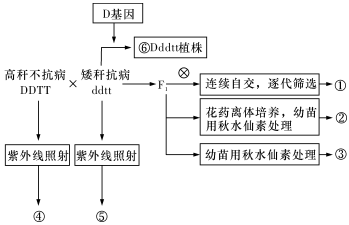 D基因
⑥Dddtt植株
高秆不抗病 矮秆抗病
DDTT × ddtt F₁ ⊗ 连续自交，逐代筛选 ①
花药离体培养，幼苗
用秋水仙素处理 ②
紫外线照射 紫外线照射 幼苗用秋水仙素处理 ③
④ ⑤